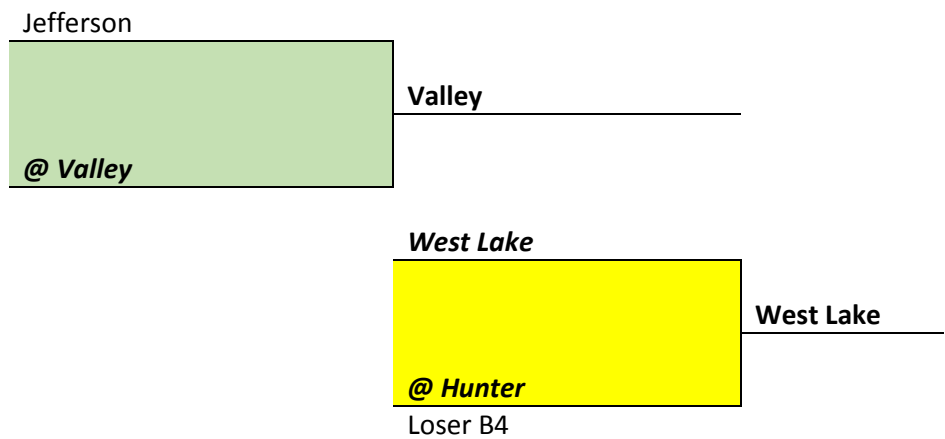 Jefferson
Valley
@ Valley
West Lake
West Lake
@ Hunter
Loser B4